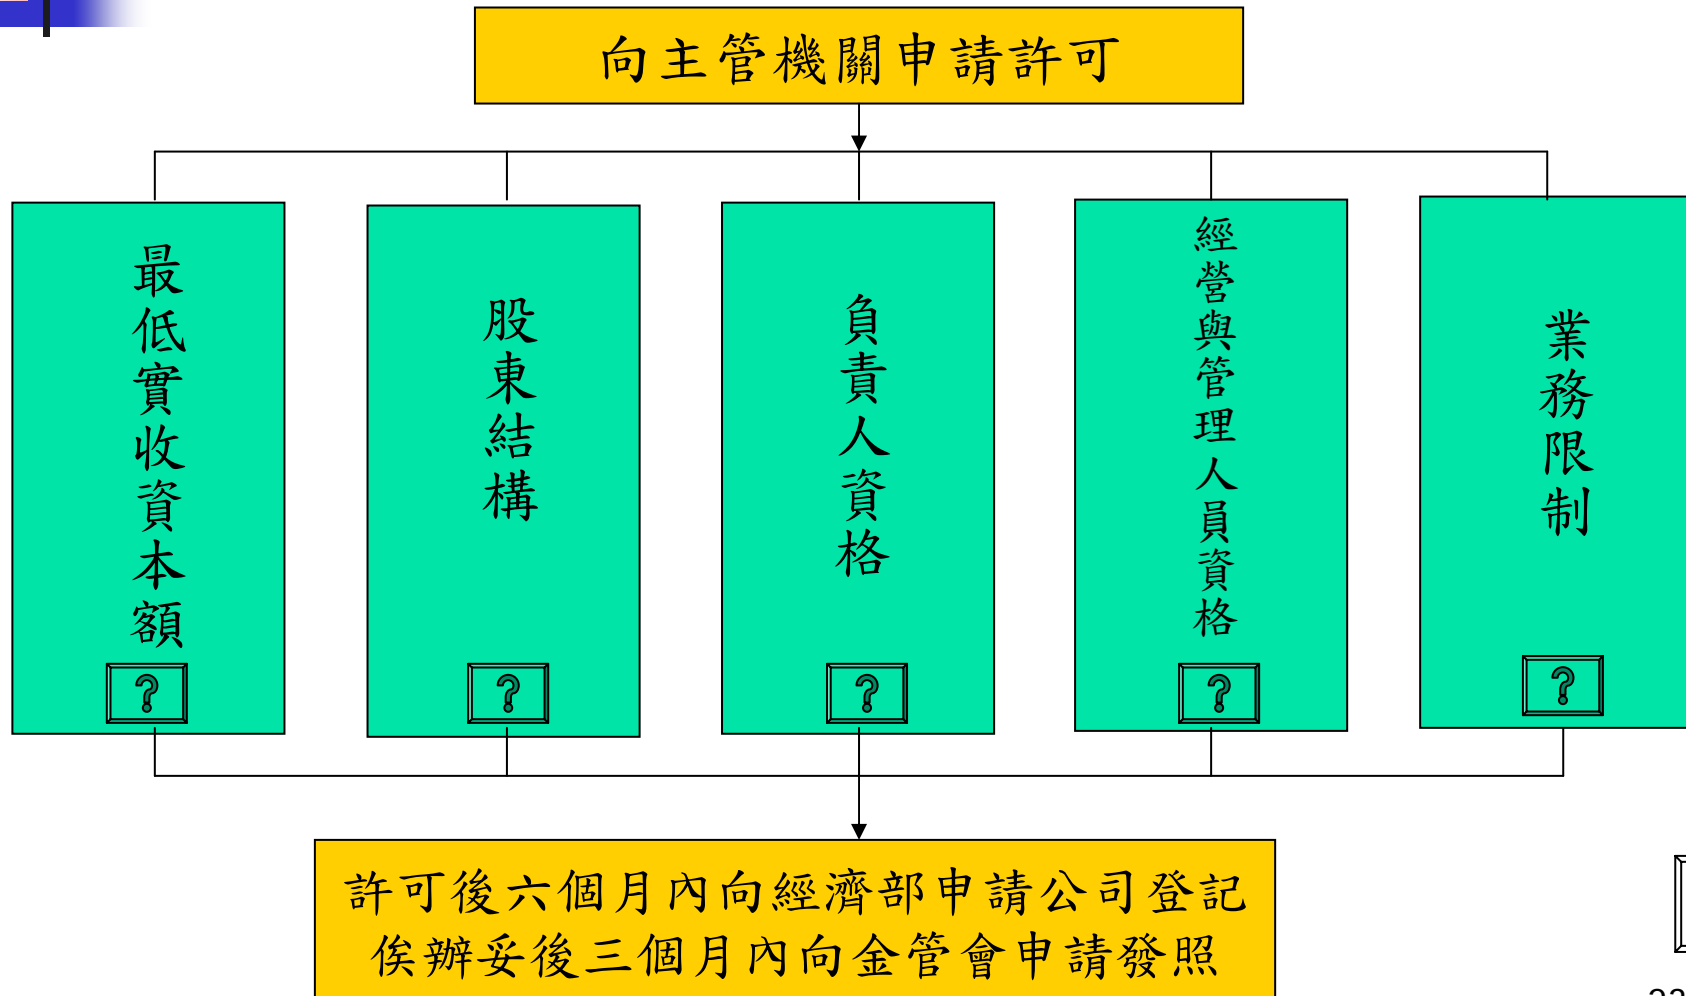 向主管機關申請許可
最低實收資本額
股東結構
負責人資格
經營與管理人員資格
業務限制
?
?
?
?
?
許可後六個月內向經濟部申請公司登記
俟辦妥後三個月內向金管會申請發照